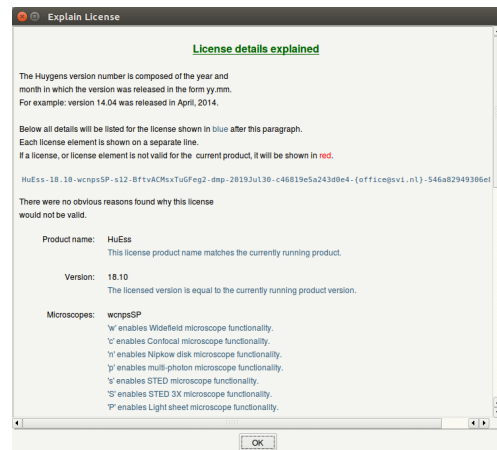 Explain License
License details explained
The Huygens version number is composed of the year and
month in which the version was released in the form yy.mm.
For example: version 14.04 was released in April, 2014.
Below all details will be listed for the license shown in blue after this paragraph.
Each license element is shown on a separate line.
If a license, or license element is not valid for the current product, it will be shown in red.
HuEss-18.10-wcnpsSP-s12-BftvACMsxTuGFeg2-dmp-2019Jul30-c46819e5a243d0e4-{office@svi.nl}-546a82949306e
There were no obvious reasons found why this license
would not be valid.
Product name: HuEss
This license product name matches the currently running product.
Version: 18.10
The licensed version is equal to the currently running product version.
Microscopes: wcnpsSP
'w' enables Widefield microscope functionality.
'c' enables Confocal microscope functionality.
'n' enables Nipkow disk microscope functionality.
'p' enables multi-photon microscope functionality.
's' enables STED microscope functionality.
'S' enables STED 3X microscope functionality.
'P' enables Light sheet microscope functionality.
OK